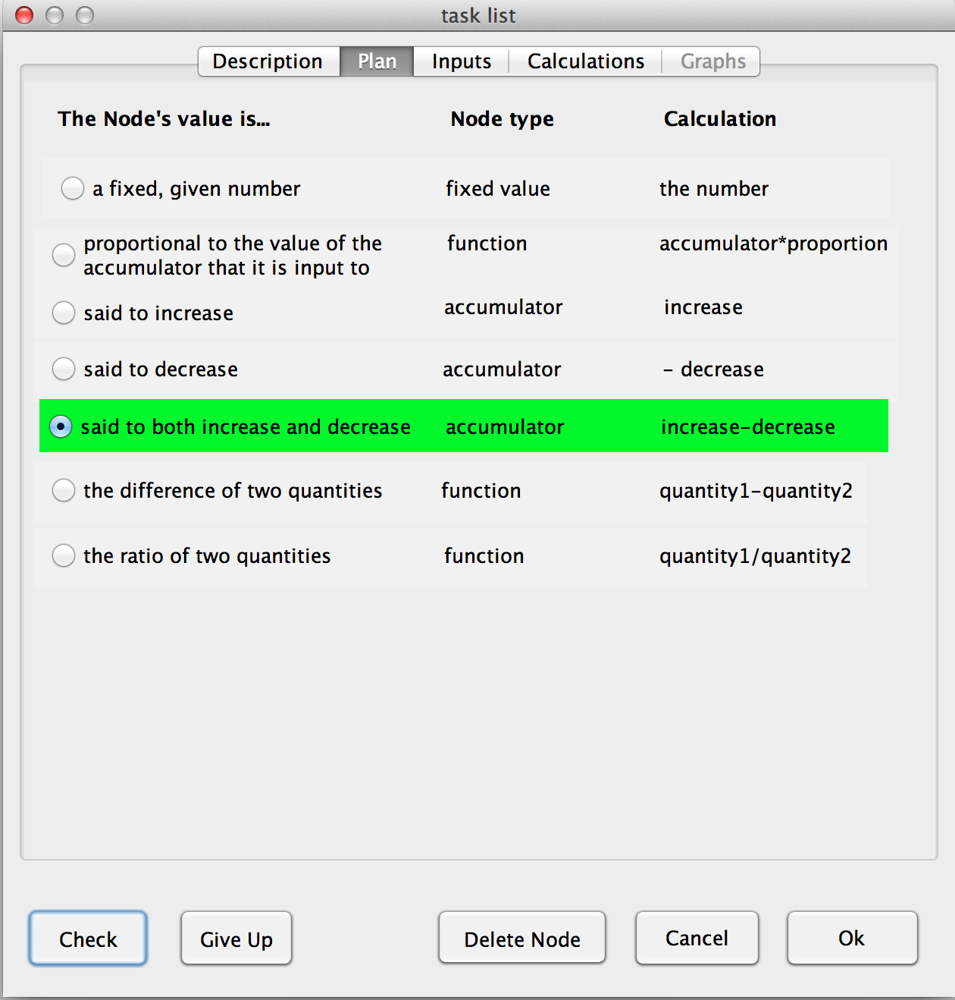 task list
Description Plan Inputs Calculations Graphs
The Node's value is... Node type Calculation
a fixed, given number fixed value the number
proportional to the value of the function accumulator*proportion
accumulator that it is input to
said to increase accumulator increase
said to decrease accumulator - decrease
said to both increase and decrease accumulator increase-decrease
the difference of two quantities function quantity1-quantity2
the ratio of two quantities function quantity1/quantity2
Check Give Up Delete Node Cancel Ok